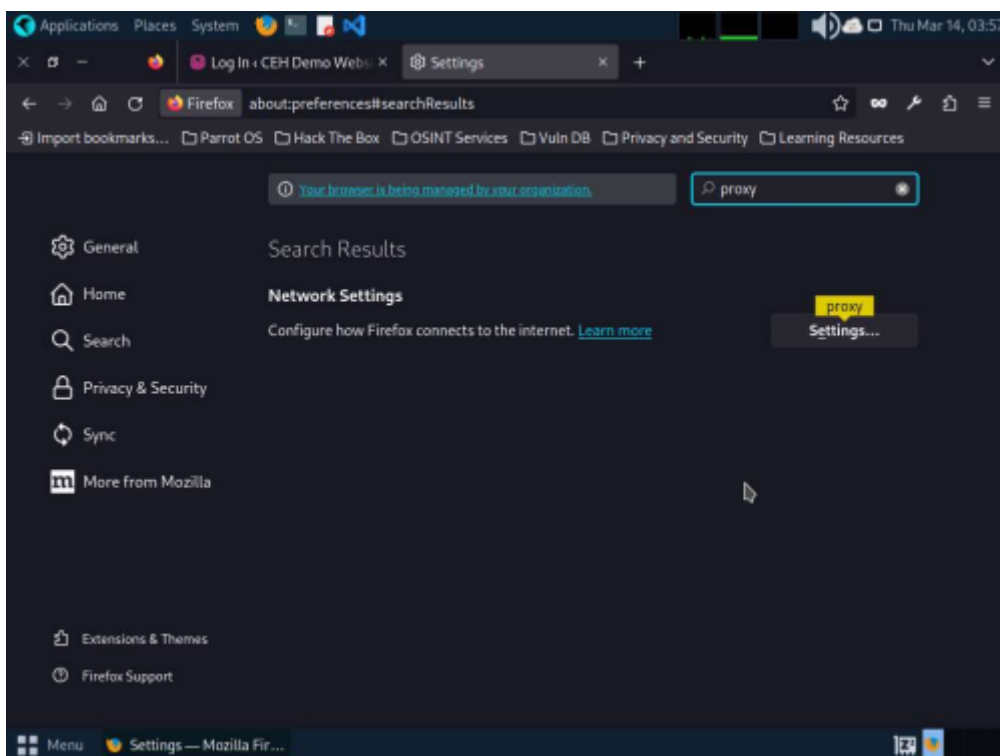 Applications Places System Thu Mar 14, 03:57
Log In ‹ CEH Demo Websi Settings
Firefox about:preferences#searchResults
Import bookmarks... Parrot OS Hack The Box OSINT Services Vuln DB Privacy and Security Learning Resources
Your browser is being managed by your organization. proxy
General
Search Results
Home
Network Settings
proxy
Configure how Firefox connects to the internet. Learn more
Settings...
Search
Privacy & Security
Sync
m More from Mozilla
Extensions & Themes
Firefox Support
Menu Settings — Mozilla Fir...